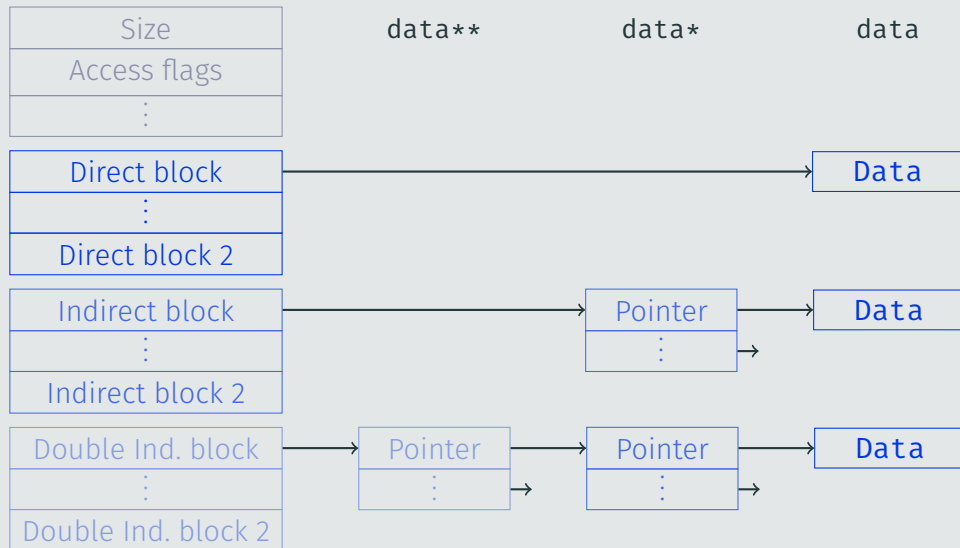 Size data** data* data
Access flags
⋮
Direct block Data
⋮
Direct block 2
Indirect block Pointer Data
⋮ ⋮
Indirect block 2
Double Ind. block Pointer Pointer Data
⋮ ⋮ ⋮
Double Ind. block 2